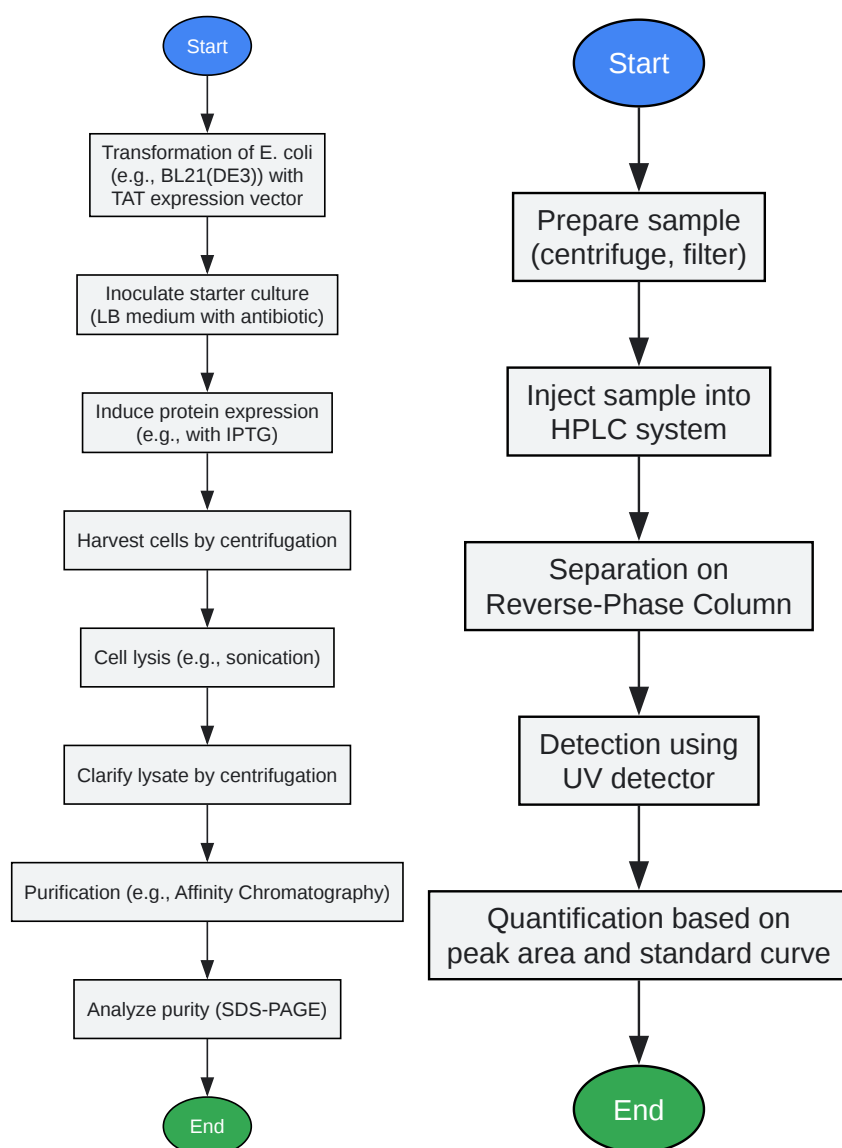 Start
Transformation of E. coli
(e.g., BL21(DE3)) with
TAT expression vector
Inoculate starter culture
(LB medium with antibiotic)
Induce protein expression
(e.g., with IPTG)
Harvest cells by centrifugation
Cell lysis (e.g., sonication)
Clarify lysate by centrifugation
Purification (e.g., Affinity Chromatography)
Analyze purity (SDS-PAGE)
End
Start
Prepare sample
(centrifuge, filter)
Inject sample into
HPLC system
Separation on
Reverse-Phase Column
Detection using
UV detector
Quantification based on
peak area and standard curve
End